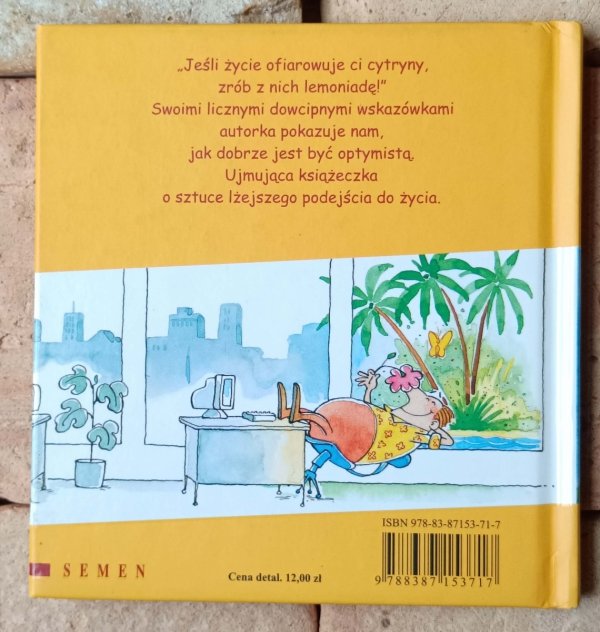 „Jeśli życie ofiarowuje ci cytryny,
zrób z nich lemoniadę!”
Swoimi licznymi dowcipnymi wskazówkami
autorka pokazuje nam,
jak dobrze jest być optymistą.
Ujmująca książeczka
o sztuce lżejszego podejścia do życia.
ISBN 978-83-87153-71-7
SEMEN
Cena detal. 12,00 zł
9 788387 153717